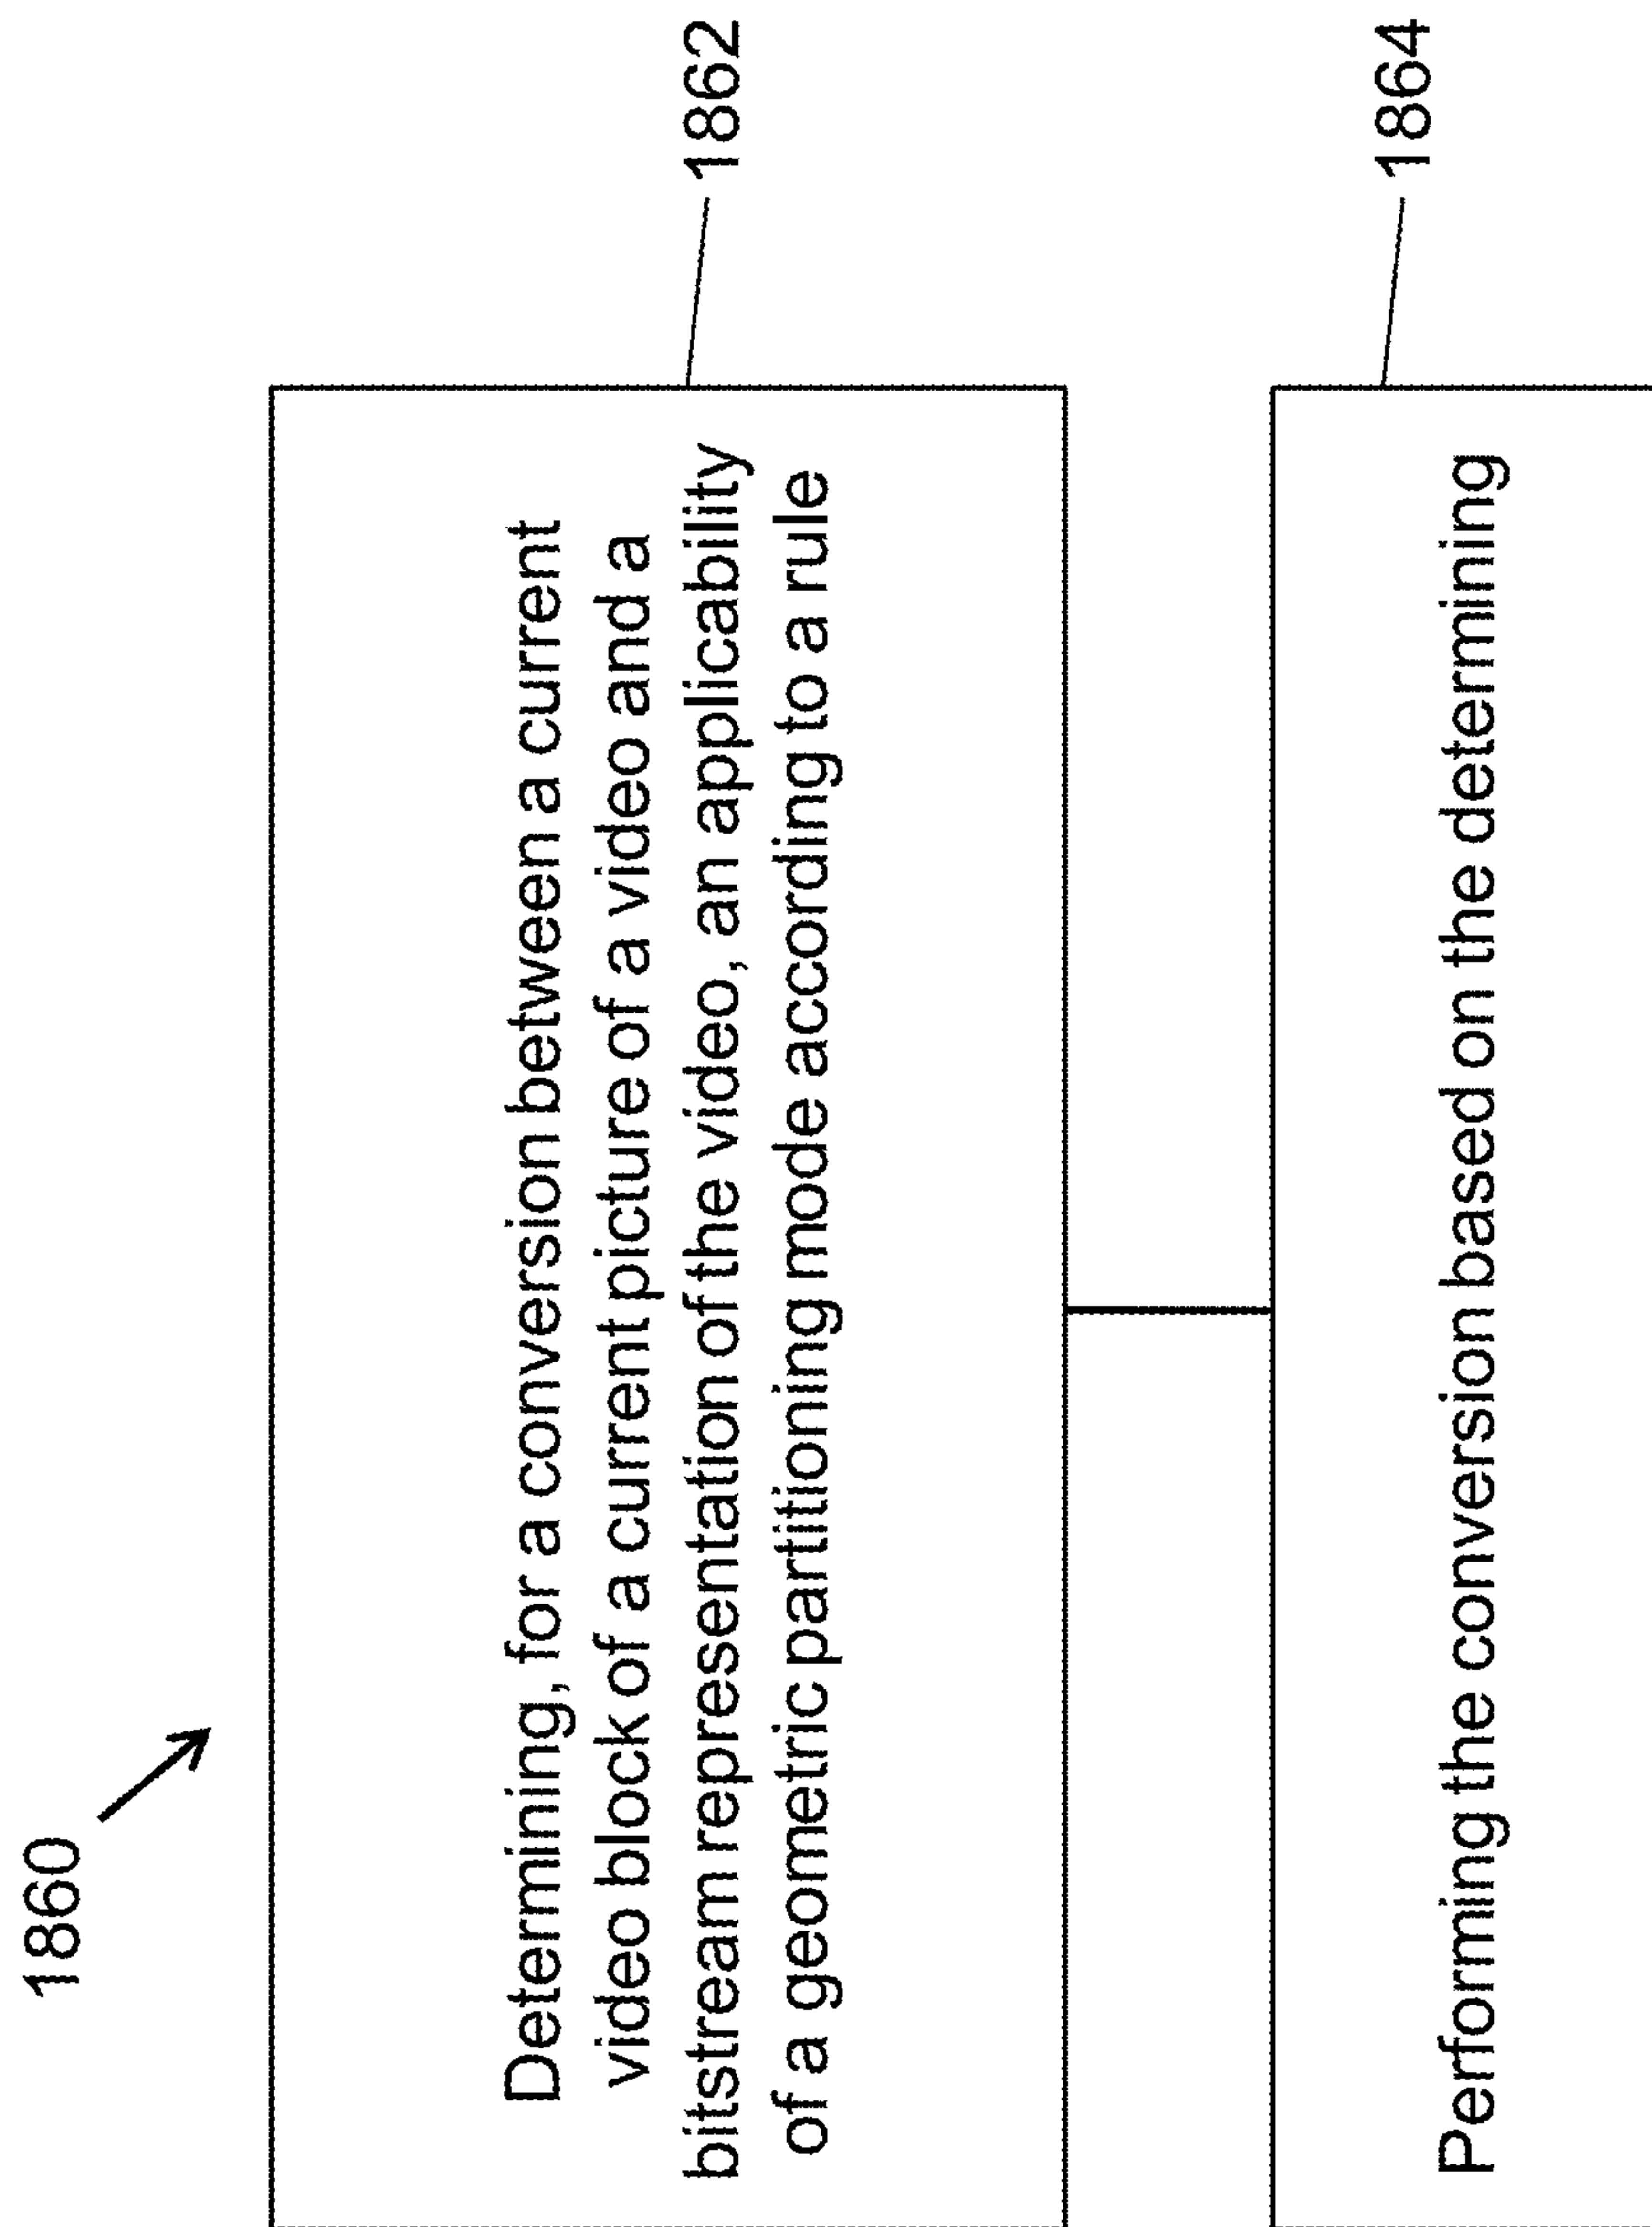 1860
Determining, for a conversion between a current
video block of a current picture of a video and a
bitstream representation of the video, an applicability
of a geometric partitioning mode according to a rule
1862
Performing the conversion based on the determining
1864